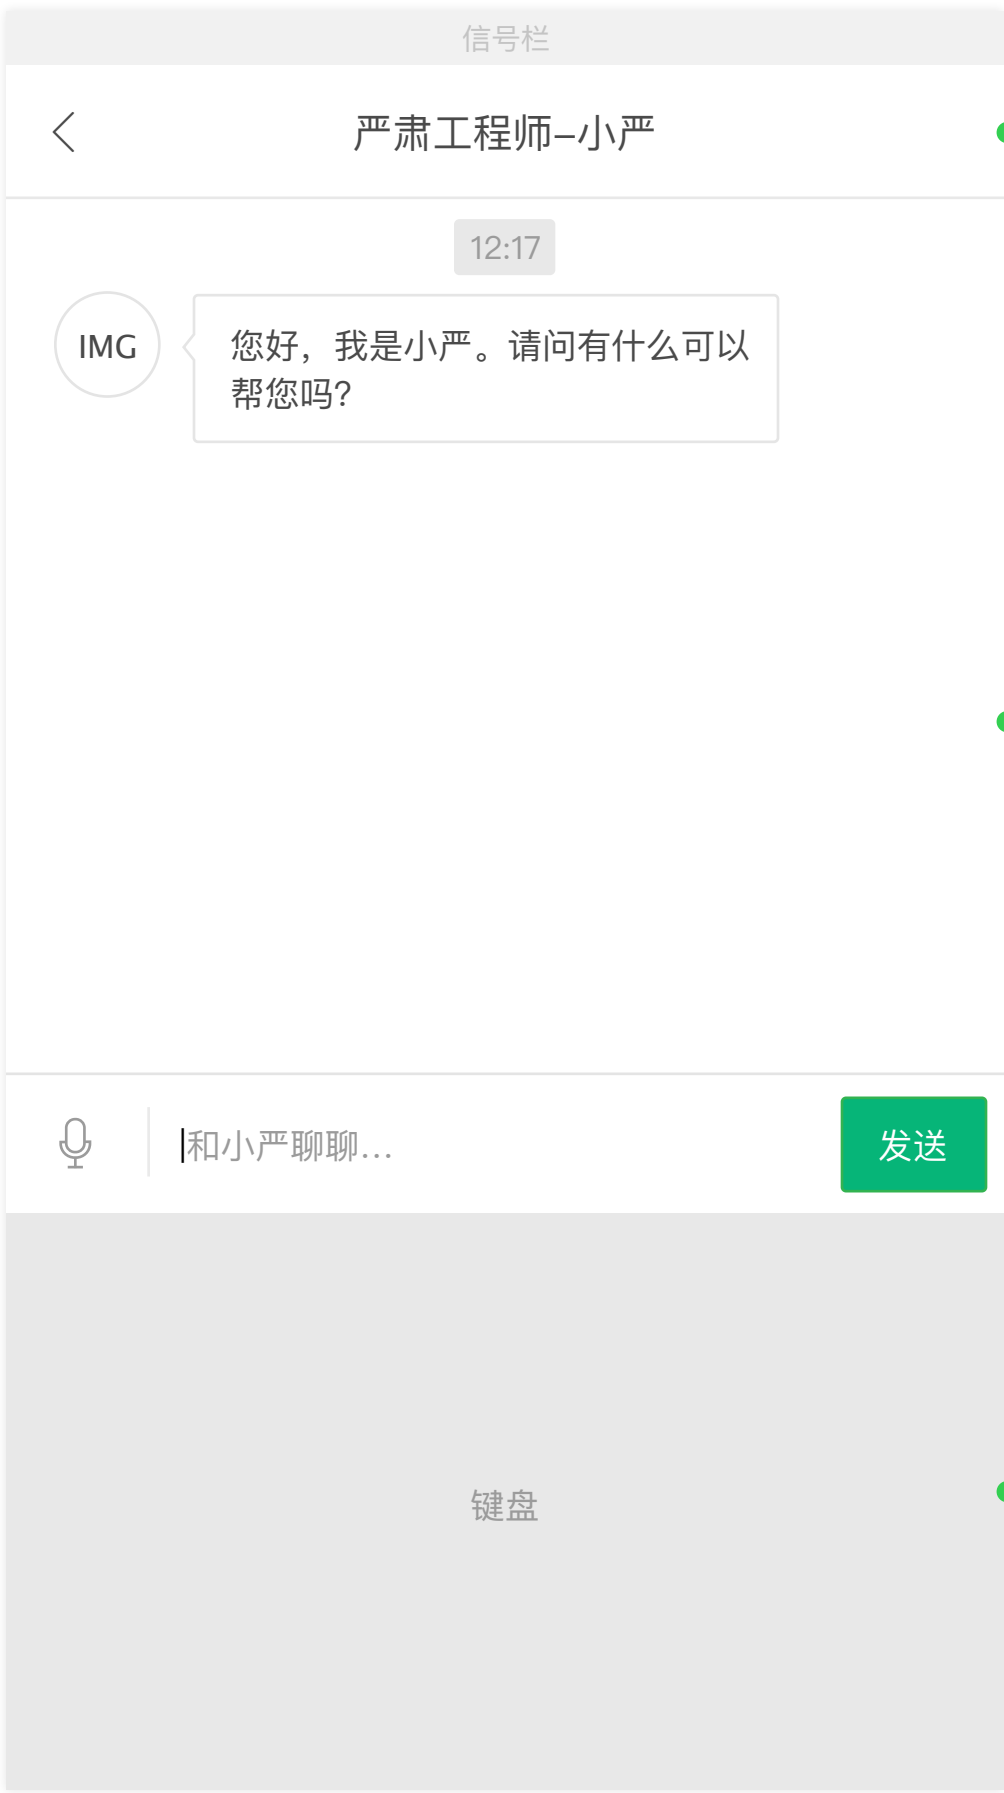 信号栏
严肃工程师–小严
12:17
IMG
您好，我是小严。请问有什么可以
帮您吗？
和小严聊聊...
发送
键盘